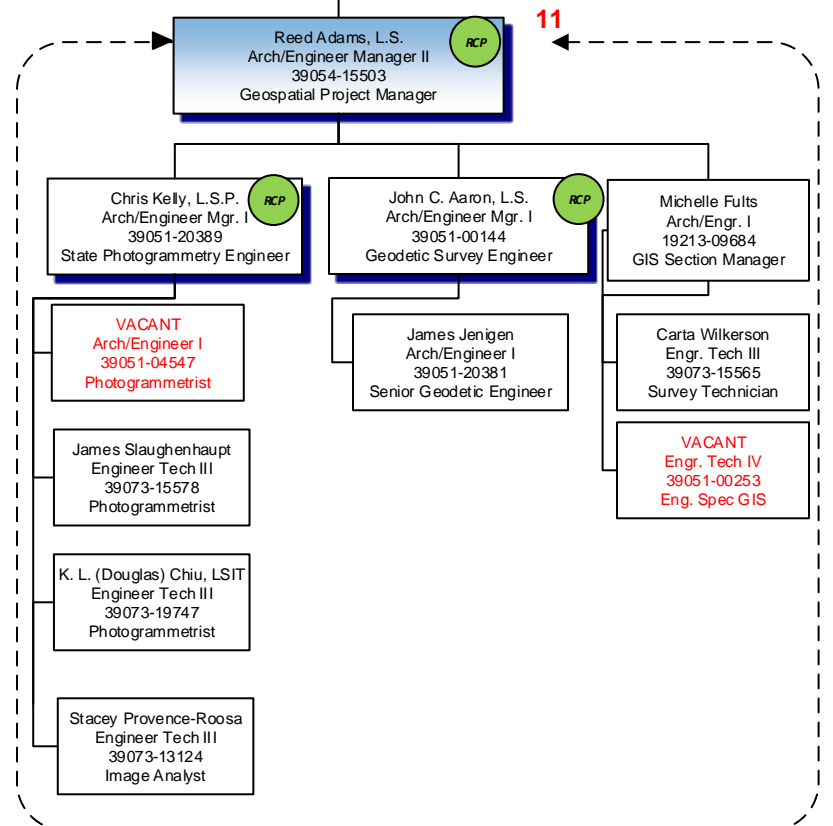 11
Reed Adams, L.S.
Arch/Engineer Manager II
39054-15503
Geospatial Project Manager
RCP
Chris Kelly, L.S.P.
Arch/Engineer Mgr. I
39051-20389
State Photogrammetry Engineer
RCP
John C. Aaron, L.S.
Arch/Engineer Mgr. I
39051-00144
Geodetic Survey Engineer
RCP
Michelle Fults
Arch/Engr. I
19213-09684
GIS Section Manager
VACANT
Arch/Engineer I
39051-04547
Photogrammetrist
James Slaughenhaupt
Engineer Tech III
39073-15578
Photogrammetrist
K. L. (Douglas) Chiu, LSIT
Engineer Tech III
39073-19747
Photogrammetrist
Stacey Provence-Roosa
Engineer Tech III
39073-13124
Image Analyst
James Jenigen
Arch/Engineer I
39051-20381
Senior Geodetic Engineer
Carta Wilkerson
Engr. Tech III
39073-15565
Survey Technician
VACANT
Engr. Tech IV
39051-00253
Eng. Spec GIS